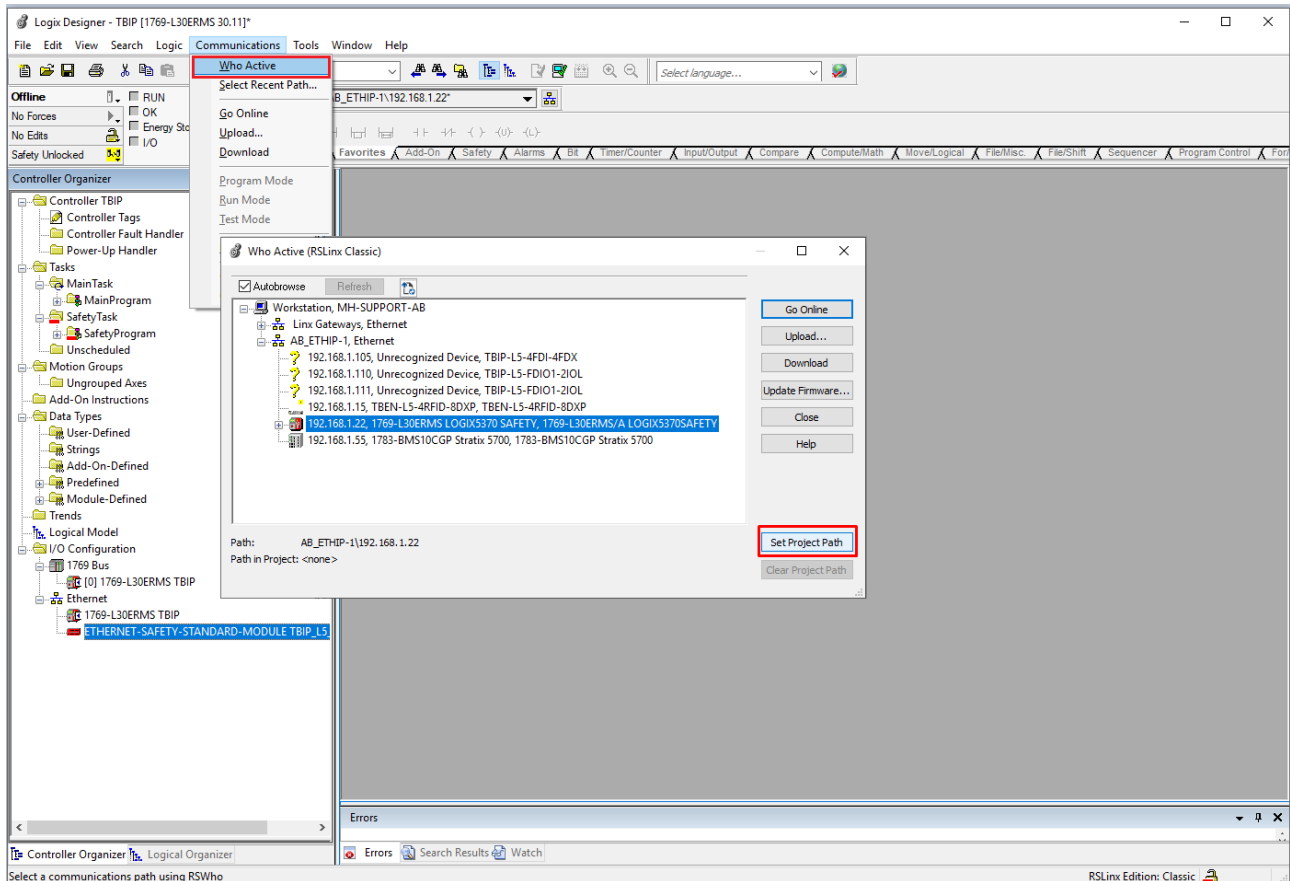 Logix Designer - TBIP [1769-L30ERMS 30.11]*
File Edit View Search Logic Communications Tools Window Help
Who Active
Select Recent Path...
Go Online
Upload...
Download
Program Mode
Run Mode
Test Mode
Select language...
Offline
RUN
No Forces
OK
No Edits
Energy Sto
I/O
Safety Unlocked
B_ETHIP-1\192.168.1.22*
Favorites Add-On Safety Alarms Bit Timer/Counter Input/Output Compare Compute/Math Move/Logical File/Misc. File/Shift Sequencer Program Control For/
Controller Organizer
Controller TBIP
Controller Tags
Controller Fault Handler
Power-Up Handler
Tasks
MainTask
MainProgram
SafetyTask
SafetyProgram
Unscheduled
Motion Groups
Ungrouped Axes
Add-On Instructions
Data Types
User-Defined
Strings
Add-On-Defined
Predefined
Module-Defined
Trends
Logical Model
I/O Configuration
1769 Bus
[0] 1769-L30ERMS TBIP
Ethernet
1769-L30ERMS TBIP
ETHERNET-SAFETY-STANDARD-MODULE TBIP_L5_
Who Active (RSLinx Classic)
Autobrowse
Refresh
Workstation, MH-SUPPORT-AB
Linx Gateways, Ethernet
AB_ETHIP-1, Ethernet
192.168.1.105, Unrecognized Device, TBIP-L5-4FDI-4FDX
192.168.1.110, Unrecognized Device, TBIP-L5-FDIO1-2IOL
192.168.1.111, Unrecognized Device, TBIP-L5-FDIO1-2IOL
192.168.1.15, TBEN-L5-4RFID-8DXP, TBEN-L5-4RFID-8DXP
192.168.1.22, 1769-L30ERMS LOGIX5370 SAFETY, 1769-L30ERMS/A LOGIX5370SAFETY
192.168.1.55, 1783-BMS10CGP Stratix 5700, 1783-BMS10CGP Stratix 5700
Go Online
Upload...
Download
Update Firmware...
Close
Help
Set Project Path
Clear Project Path
Path: AB_ETHIP-1\192.168.1.22
Path in Project: <none>
Errors
Errors Search Results Watch
Controller Organizer Logical Organizer
Select a communications path using RSWho
RSLinx Edition: Classic